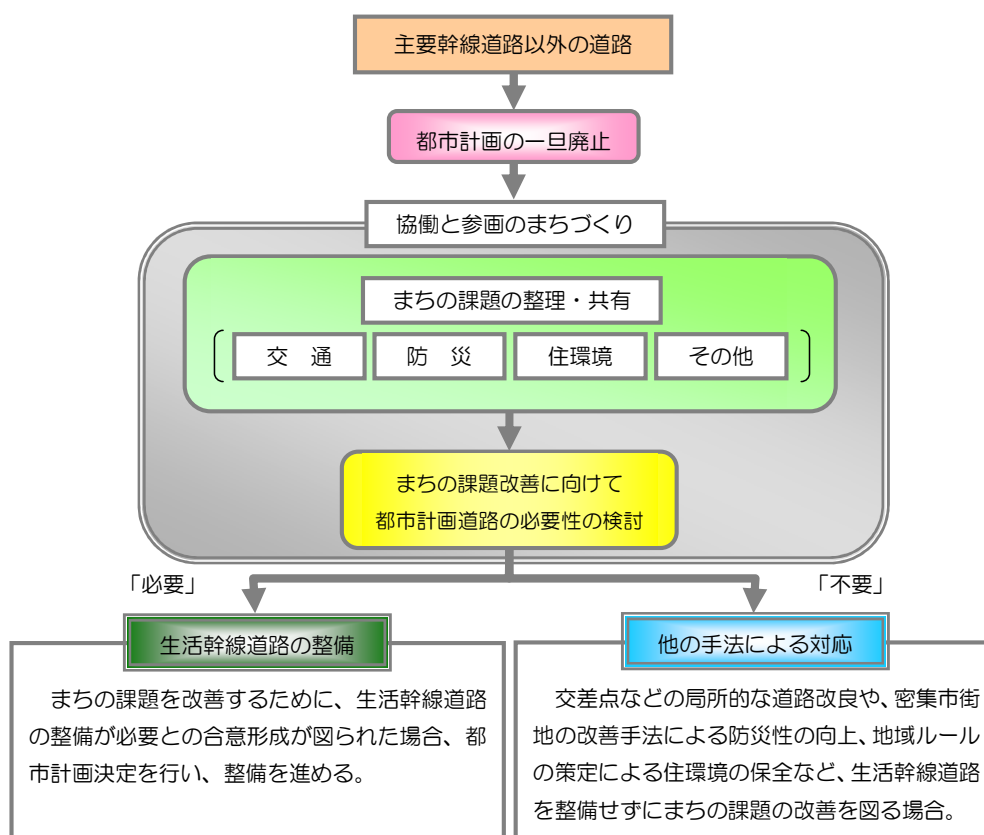 主要幹線道路以外の道路
都市計画の一旦廃止
協働と参画のまちづくり
まちの課題の整理・共有
交　通
防　災
住環境
その他
まちの課題改善に向けて
都市計画道路の必要性の検討
「必要」
「不要」
生活幹線道路の整備
まちの課題を改善するために、生活幹線道路
の整備が必要との合意形成が図られた場合、都
市計画決定を行い、整備を進める。
他の手法による対応
交差点などの局所的な道路改良や、密集市街
地の改善手法による防災性の向上、地域ルール
の策定による住環境の保全など、生活幹線道路
を整備せずにまちの課題の改善を図る場合。